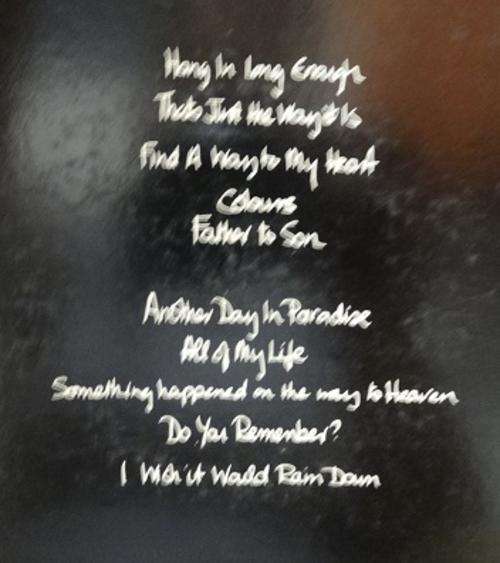 Hang In Long Enough
Thats Just the Way it Is
Find A Way to My Heart
Colours
Father to Son
Another Day In Paradise
All of My Life
Something happened on the way to Heaven
Do You Remember?
I Wish it Would Rain Down